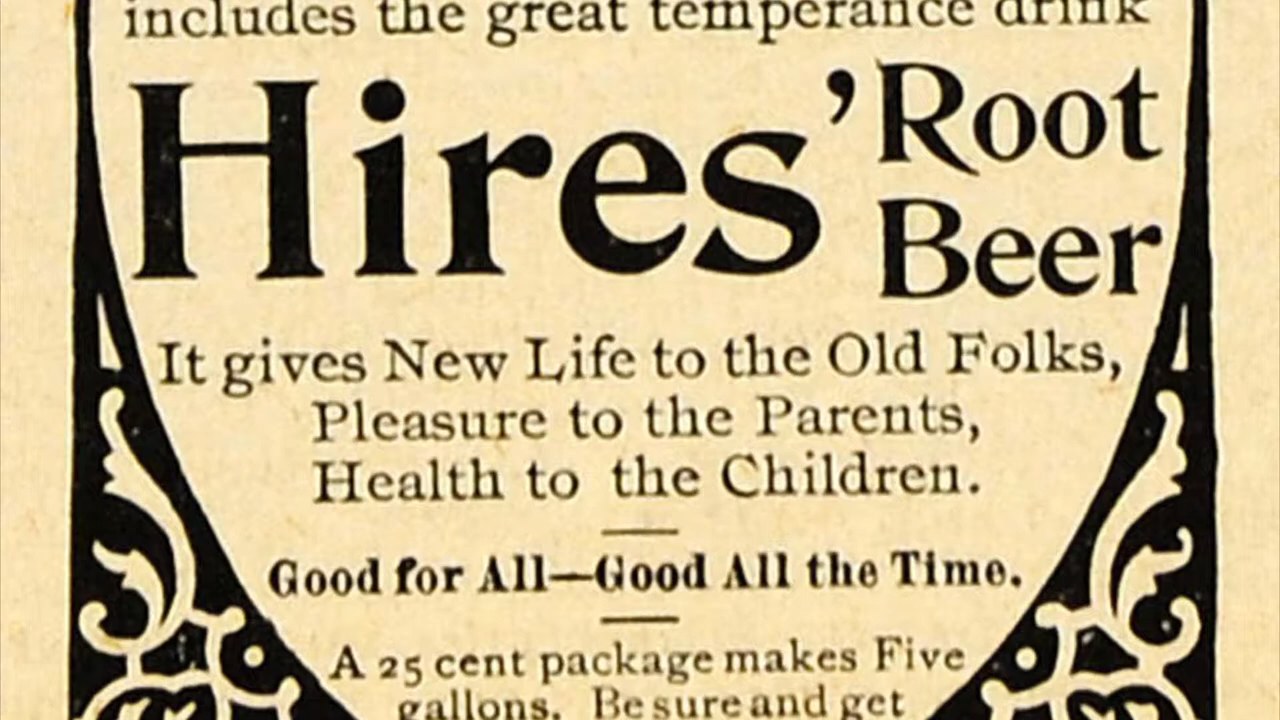 includes the great temperance drink
Hires' Root Beer
It gives New Life to the Old Folks,
Pleasure to the Parents,
Health to the Children.
Good for All—Good All the Time.
A 25 cent package makes Five
gallons. Be sure and get